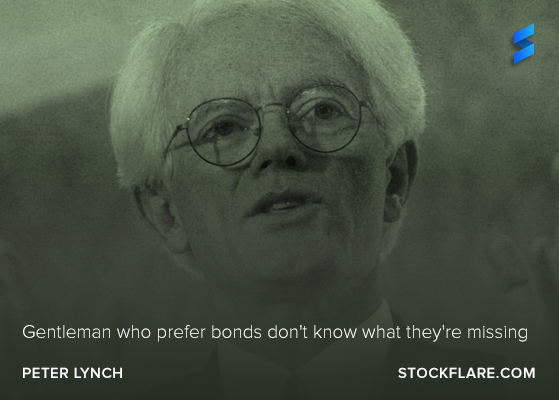 Gentleman who prefer bonds don't know what they're missing
PETER LYNCH
STOCKFLARE.COM